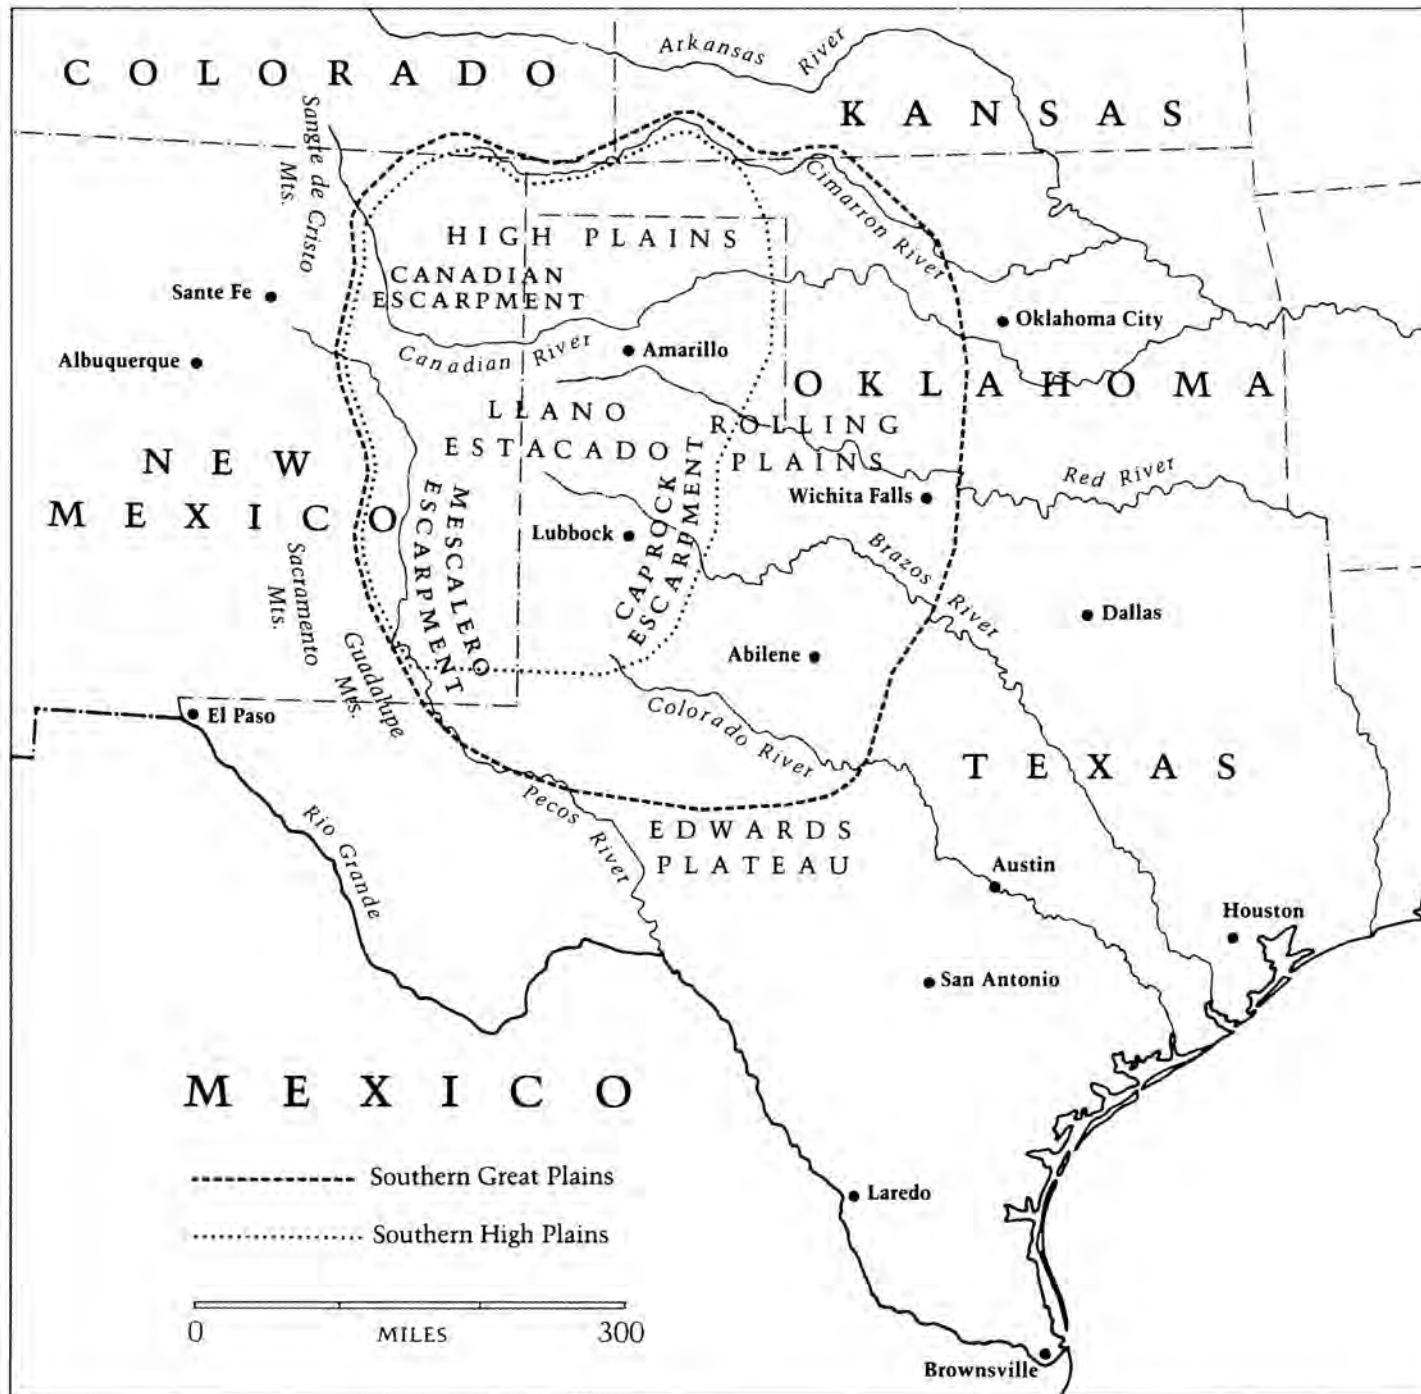 Arkansas River
COLORADO
KANSAS
Sangre de Cristo
Mts.
Cimarron River
HIGH PLAINS
CANADIAN
ESCARPMENT
Sante Fe
Oklahoma City
Canadian River
Amarillo
Albuquerque
OKLAHOMA
LLANO
ESTACADO
ROLLING
PLAINS
NEW
MEXICO
Red River
Wichita Falls
MESCALERO
ESCARPMENT
CAPROCK
ESCARPMENT
Lubbock
Brazos River
Sacramento
Mts.
Dallas
Abilene
Guadalupe
Mts.
El Paso
Colorado River
TEXAS
Pecos River
Rio Grande
EDWARDS
PLATEAU
Austin
Houston
San Antonio
MEXICO
Southern Great Plains
Laredo
Southern High Plains
0 MILES 300
Brownsville